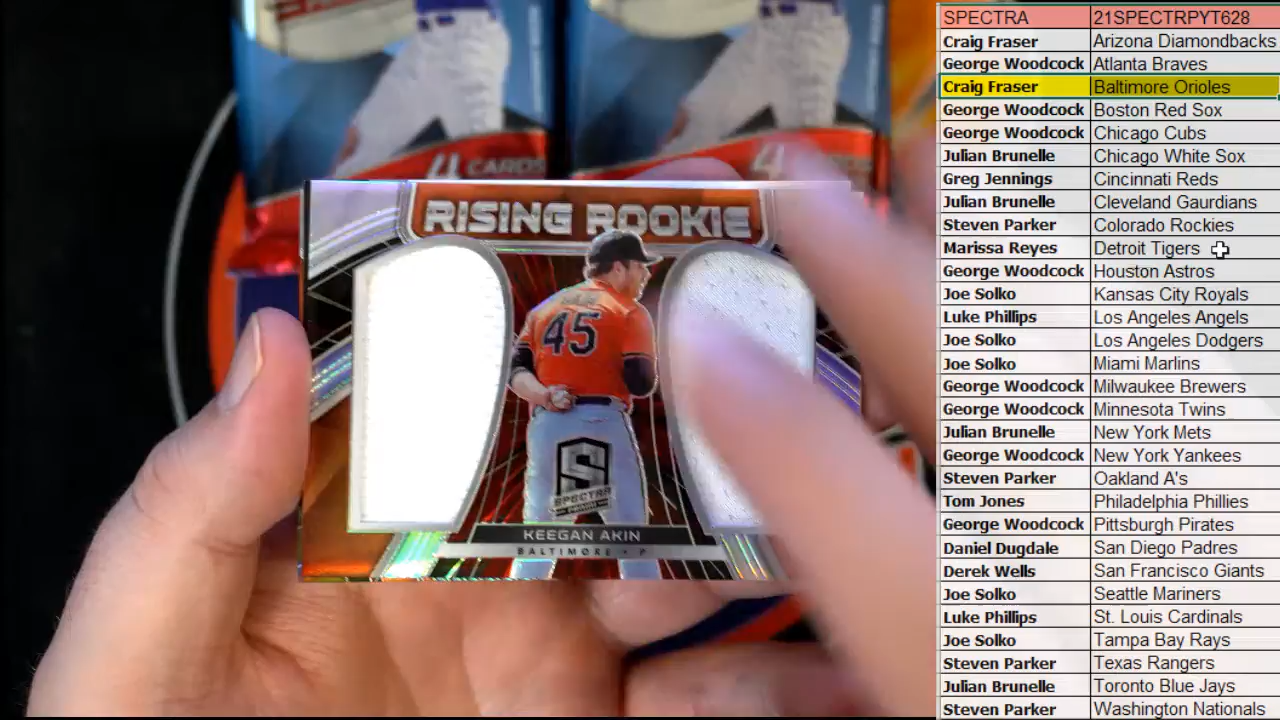 4 CARDS
4
RISING ROOKIE
45
S
SPECTRA
KEEGAN AKIN
BALTIMORE • P
SPECTRA 21SPECTRPYT628
Craig Fraser Arizona Diamondbacks
George Woodcock Atlanta Braves
Craig Fraser Baltimore Orioles
George Woodcock Boston Red Sox
George Woodcock Chicago Cubs
Julian Brunelle Chicago White Sox
Greg Jennings Cincinnati Reds
Julian Brunelle Cleveland Gaurdians
Steven Parker Colorado Rockies
Marissa Reyes Detroit Tigers
George Woodcock Houston Astros
Joe Solko Kansas City Royals
Luke Phillips Los Angeles Angels
Joe Solko Los Angeles Dodgers
Joe Solko Miami Marlins
George Woodcock Milwaukee Brewers
George Woodcock Minnesota Twins
Julian Brunelle New York Mets
George Woodcock New York Yankees
Steven Parker Oakland A's
Tom Jones Philadelphia Phillies
George Woodcock Pittsburgh Pirates
Daniel Dugdale San Diego Padres
Derek Wells San Francisco Giants
Joe Solko Seattle Mariners
Luke Phillips St. Louis Cardinals
Joe Solko Tampa Bay Rays
Steven Parker Texas Rangers
Julian Brunelle Toronto Blue Jays
Steven Parker Washington Nationals